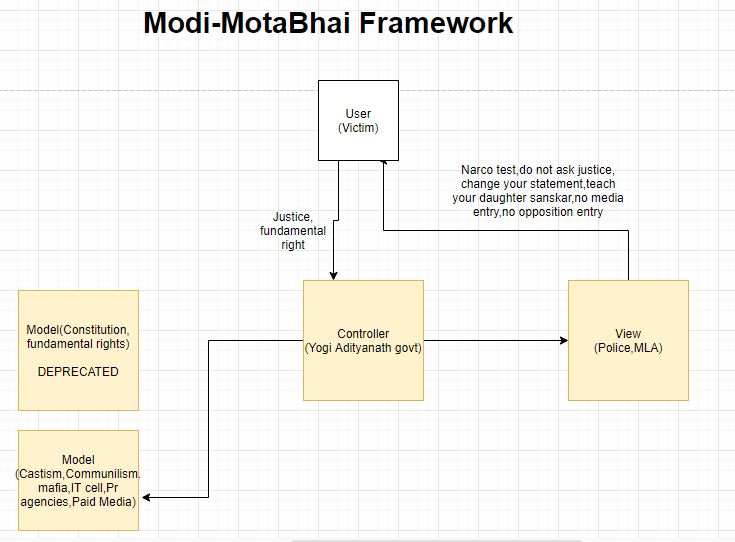 Modi-MotaBhai Framework
User
(Victim)
Narco test,do not ask justice,
change your statement,teach
your daughter sanskar,no media
entry,no opposition entry
Justice,
fundamental
right
Model(Constitution,
fundamental rights)
DEPRECATED
Controller
(Yogi Adityanath govt)
View
(Police,MLA)
Model
(Castism,Communilism.
mafia,IT cell,Pr
agencies,Paid Media)